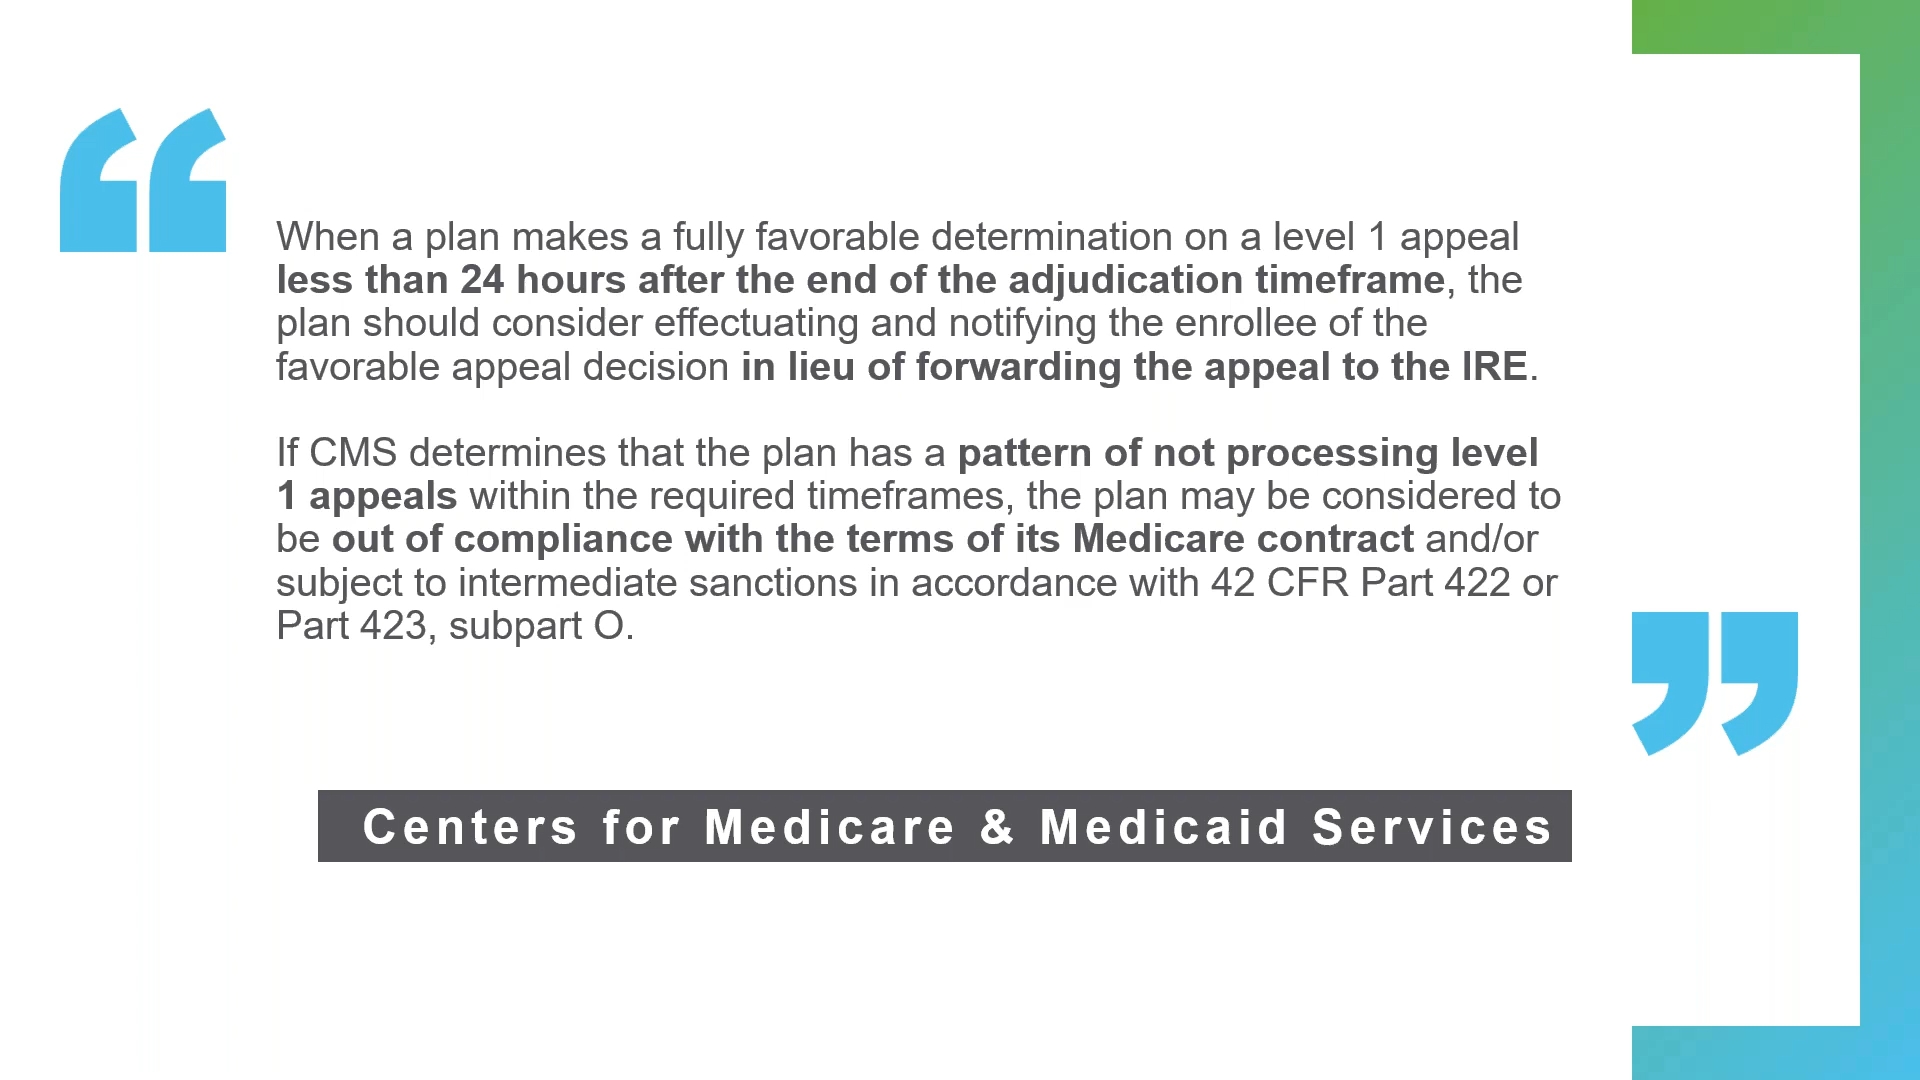 When a plan makes a fully favorable determination on a level 1 appeal
less than 24 hours after the end of the adjudication timeframe, the
plan should consider effectuating and notifying the enrollee of the
favorable appeal decision in lieu of forwarding the appeal to the IRE.
If CMS determines that the plan has a pattern of not processing level
1 appeals within the required timeframes, the plan may be considered to
be out of compliance with the terms of its Medicare contract and/or
subject to intermediate sanctions in accordance with 42 CFR Part 422 or
Part 423, subpart O.
Centers for Medicare & Medicaid Services